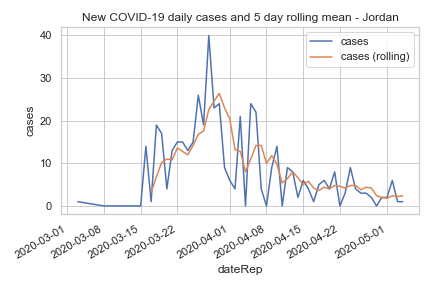 New COVID-19 daily cases and 5 day rolling mean - Jordan
cases
cases (rolling)
40
30
20
10
0
cases
2020-03-01
2020-03-08
2020-03-15
2020-03-22
2020-04-01
2020-04-08
2020-04-15
2020-04-22
2020-05-01
dateRep